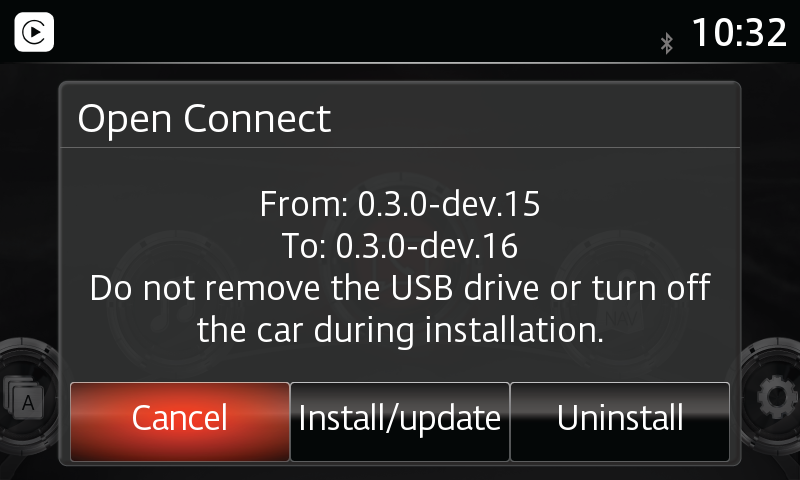 10:32
Open Connect
From: 0.3.0-dev.15
To: 0.3.0-dev.16
Do not remove the USB drive or turn off
the car during installation.
NAV
A
Cancel
Install/update
Uninstall